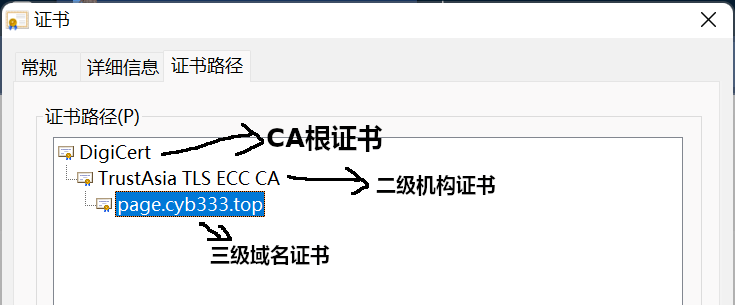 证书
常规 详细信息 证书路径
证书路径(P)
DigiCert CA根证书
TrustAsia TLS ECC CA 二级机构证书
page.cyb333.top
三级域名证书